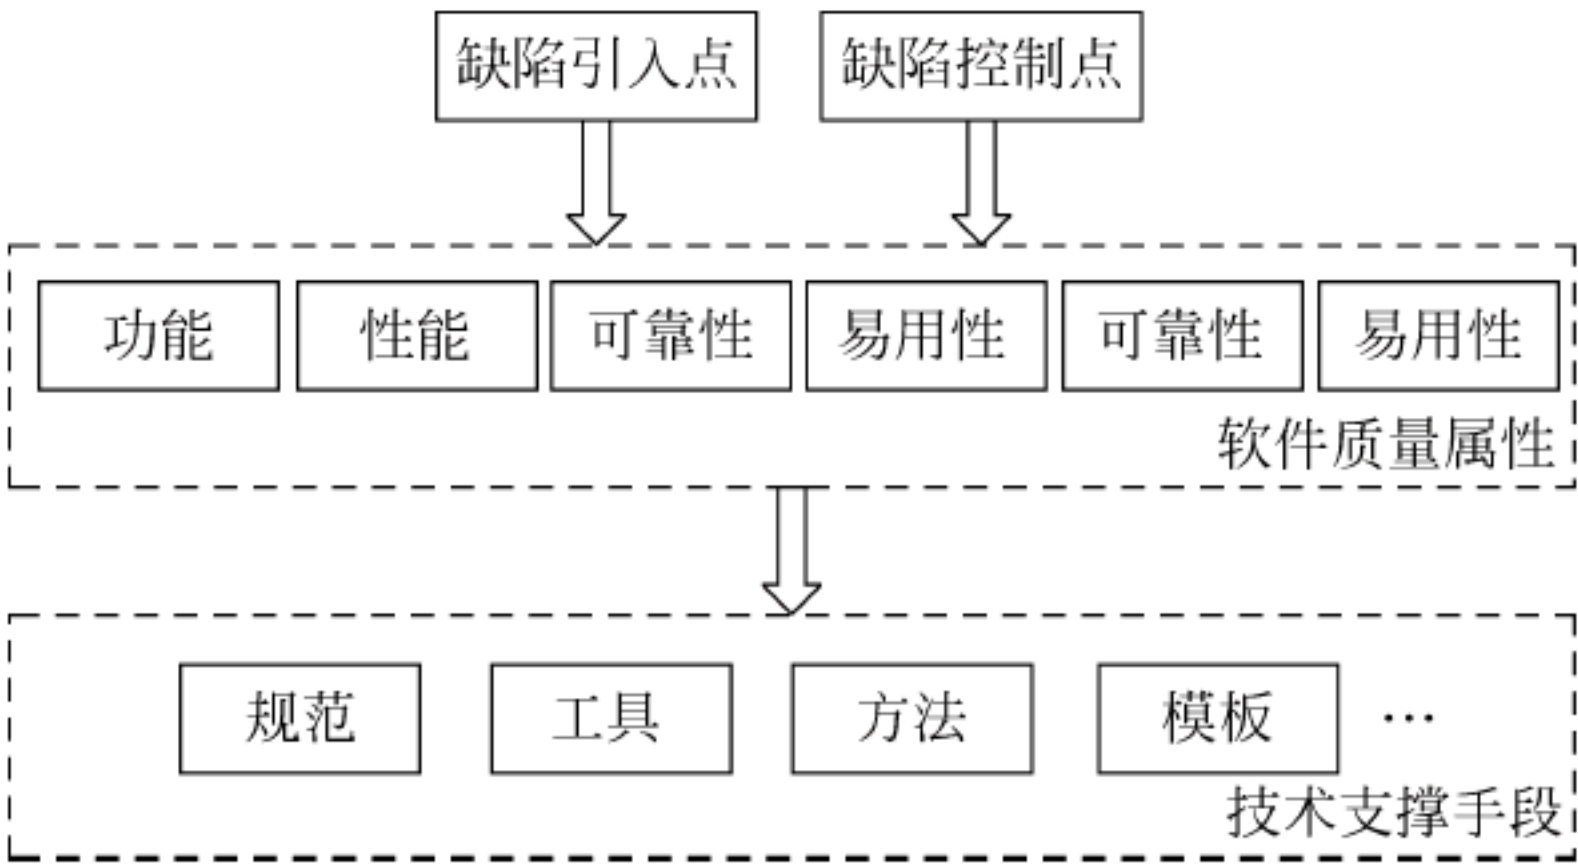 缺陷引入点
缺陷控制点
功能
性能
可靠性
易用性
可靠性
易用性
软件质量属性
规范
工具
方法
模板
…
技术支撑手段